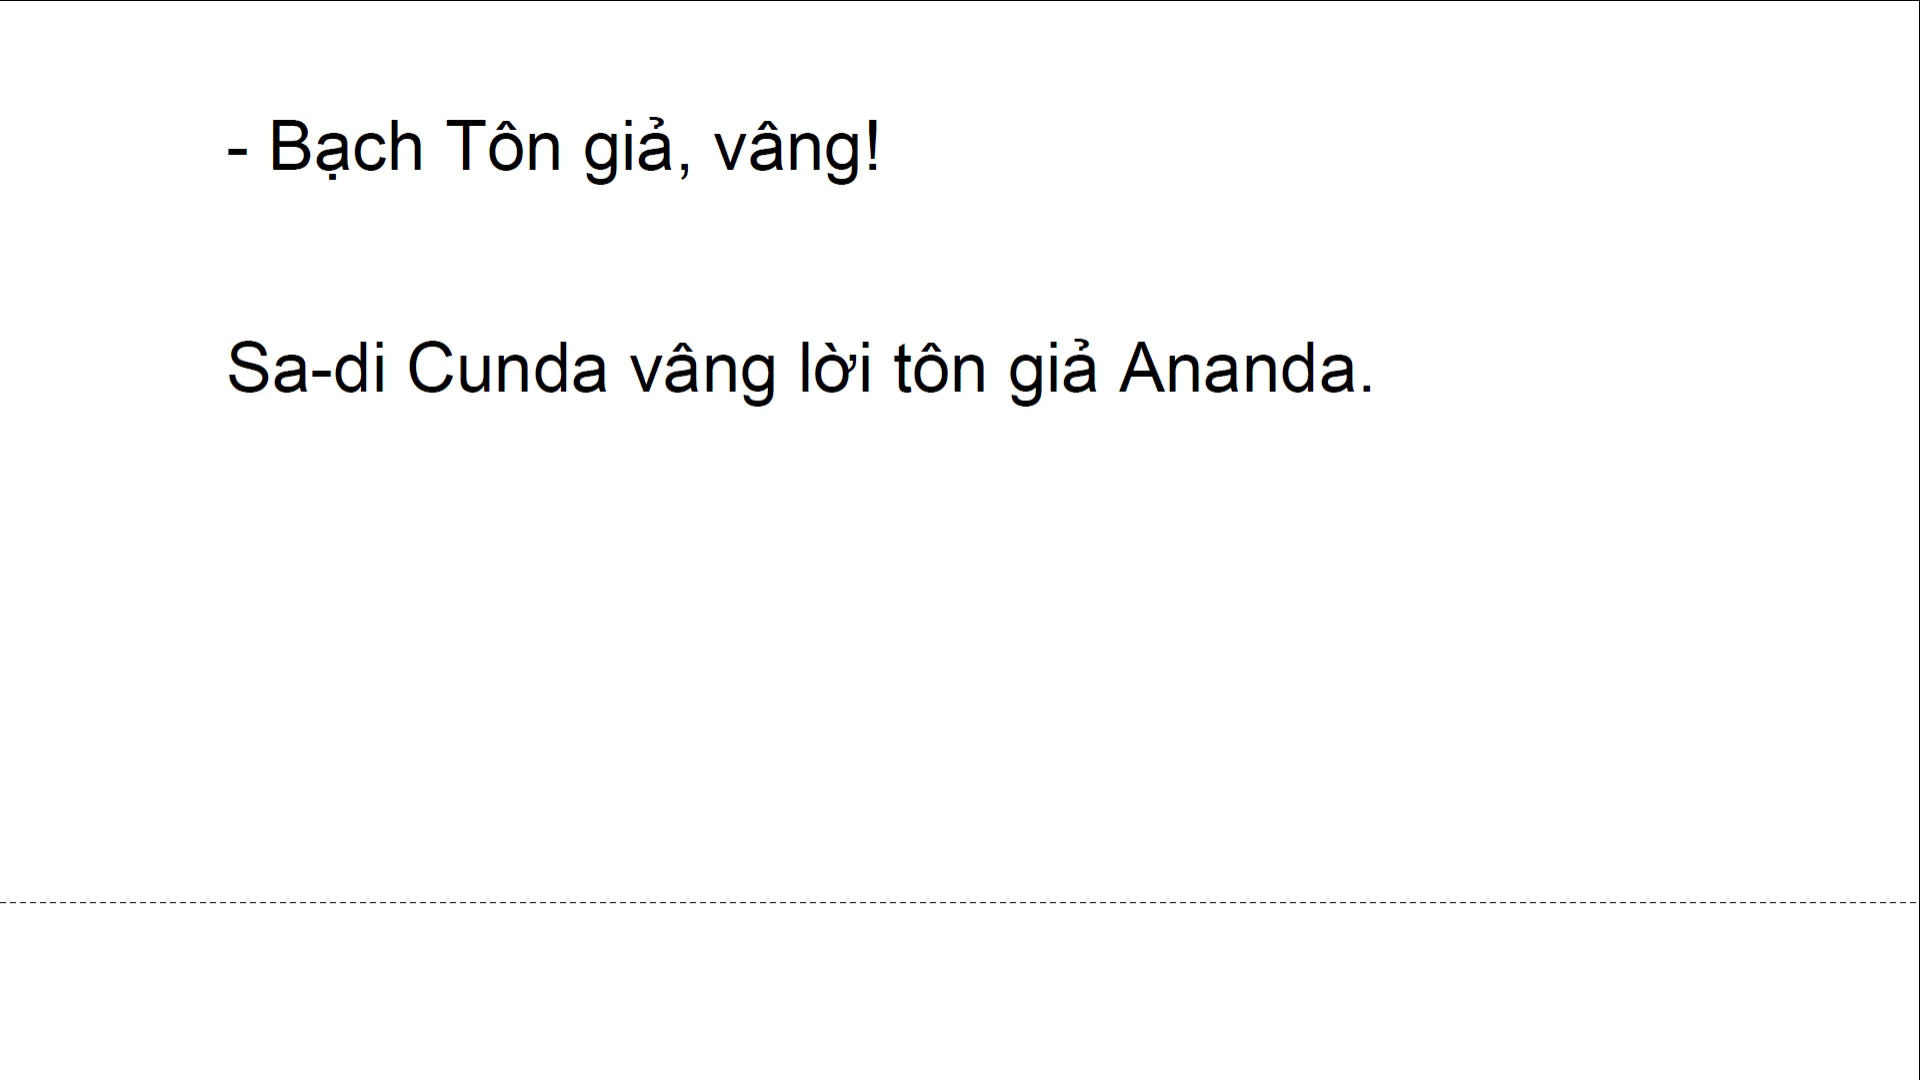 - Bạch Tôn giả, vâng!
Sa-di Cunda vâng lời tôn giả Ananda.